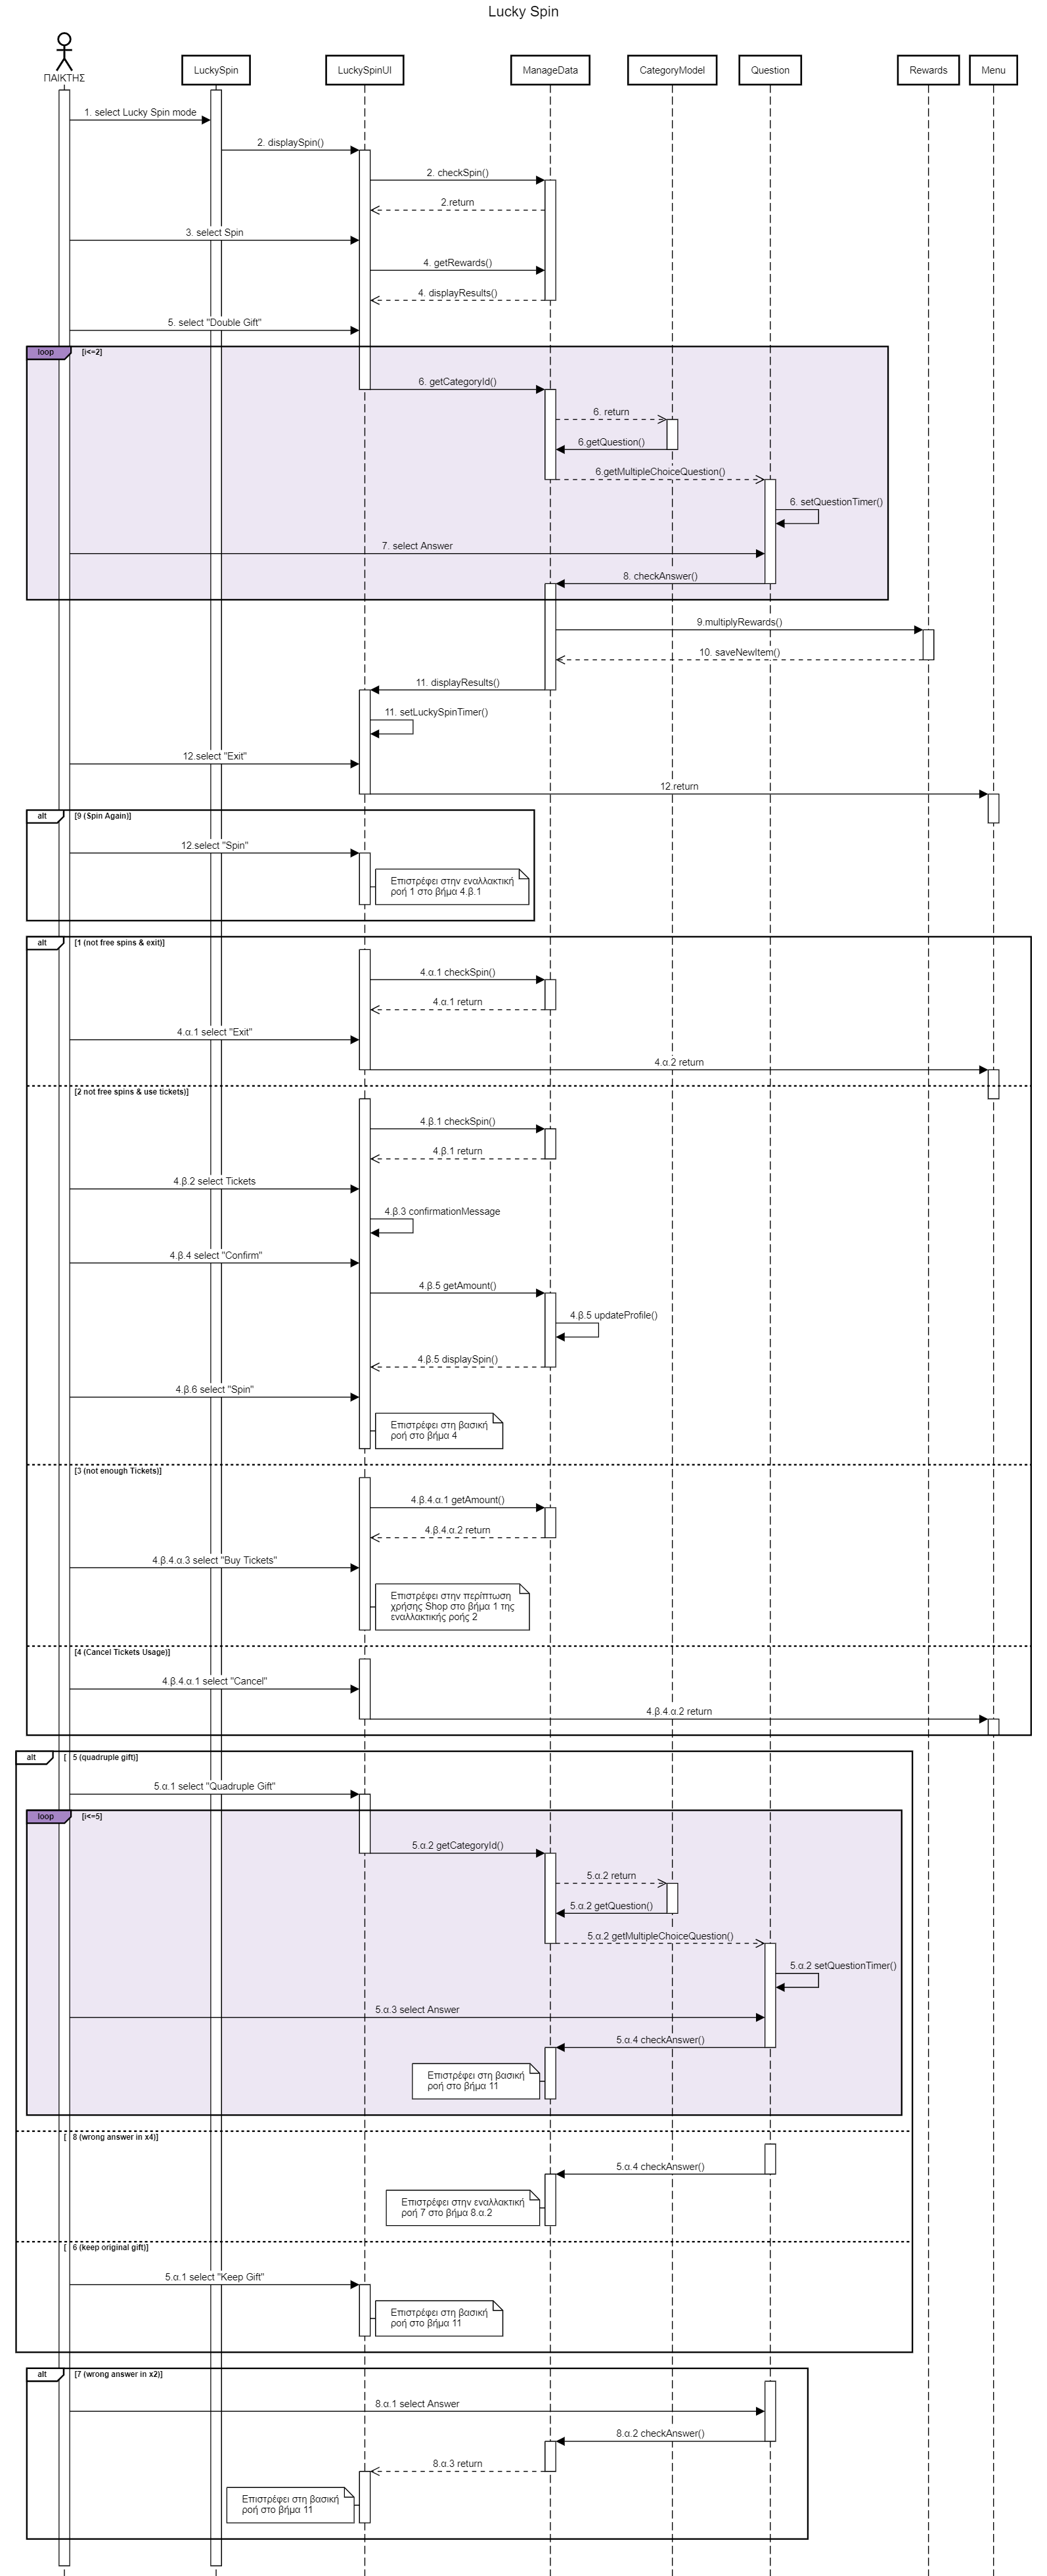 Lucky Spin
ΠΑΙΚΤΗΣ
LuckySpin
LuckySpinUI
ManageData
CategoryModel
Question
Rewards
Menu
1. select Lucky Spin mode
2. displaySpin()
2. checkSpin()
2.return
3. select Spin
4. getRewards()
4. displayResults()
5. select "Double Gift"
loop
[i<=2]
6. getCategoryId()
6. return
6.getQuestion()
6.getMultipleChoiceQuestion()
6. setQuestionTimer()
7. select Answer
8. checkAnswer()
9.multiplyRewards()
10. saveNewItem()
11. displayResults()
11. setLuckySpinTimer()
12.select "Exit"
12.return
alt
[9 (Spin Again)]
12.select "Spin"
Επιστρέφει στην εναλλακτική
ροή 1 στο βήμα 4.β.1
alt
[1 (not free spins & exit)]
4.α.1 checkSpin()
4.α.1 return
4.α.1 select "Exit"
4.α.2 return
[2 not free spins & use tickets)]
4.β.1 checkSpin()
4.β.1 return
4.β.2 select Tickets
4.β.3 confirmationMessage
4.β.4 select "Confirm"
4.β.5 getAmount()
4.β.5 updateProfile()
4.β.5 displaySpin()
4.β.6 select "Spin"
Επιστρέφει στη βασική
ροή στο βήμα 4
[3 (not enough Tickets)]
4.β.4.α.1 getAmount()
4.β.4.α.2 return
4.β.4.α.3 select "Buy Tickets"
Επιστρέφει στην περίπτωση
χρήσης Shop στο βήμα 1 της
εναλλακτικής ροής 2
[4 (Cancel Tickets Usage)]
4.β.4.α.1 select "Cancel"
4.β.4.α.2 return
alt
[ 5 (quadruple gift)]
5.α.1 select "Quadruple Gift"
loop
[i<=5]
5.α.2 getCategoryId()
5.α.2 return
5.α.2 getQuestion()
5.α.2 getMultipleChoiceQuestion()
5.α.2 setQuestionTimer()
5.α.3 select Answer
5.α.4 checkAnswer()
Επιστρέφει στη βασική
ροή στο βήμα 11
[ 8 (wrong answer in x4)]
5.α.4 checkAnswer()
Επιστρέφει στην εναλλακτική
ροή 7 στο βήμα 8.α.2
[ 6 (keep original gift)]
5.α.1 select "Keep Gift"
Επιστρέφει στη βασική
ροή στο βήμα 11
alt
[7 (wrong answer in x2)]
8.α.1 select Answer
8.α.2 checkAnswer()
8.α.3 return
Επιστρέφει στη βασική
ροή στο βήμα 11